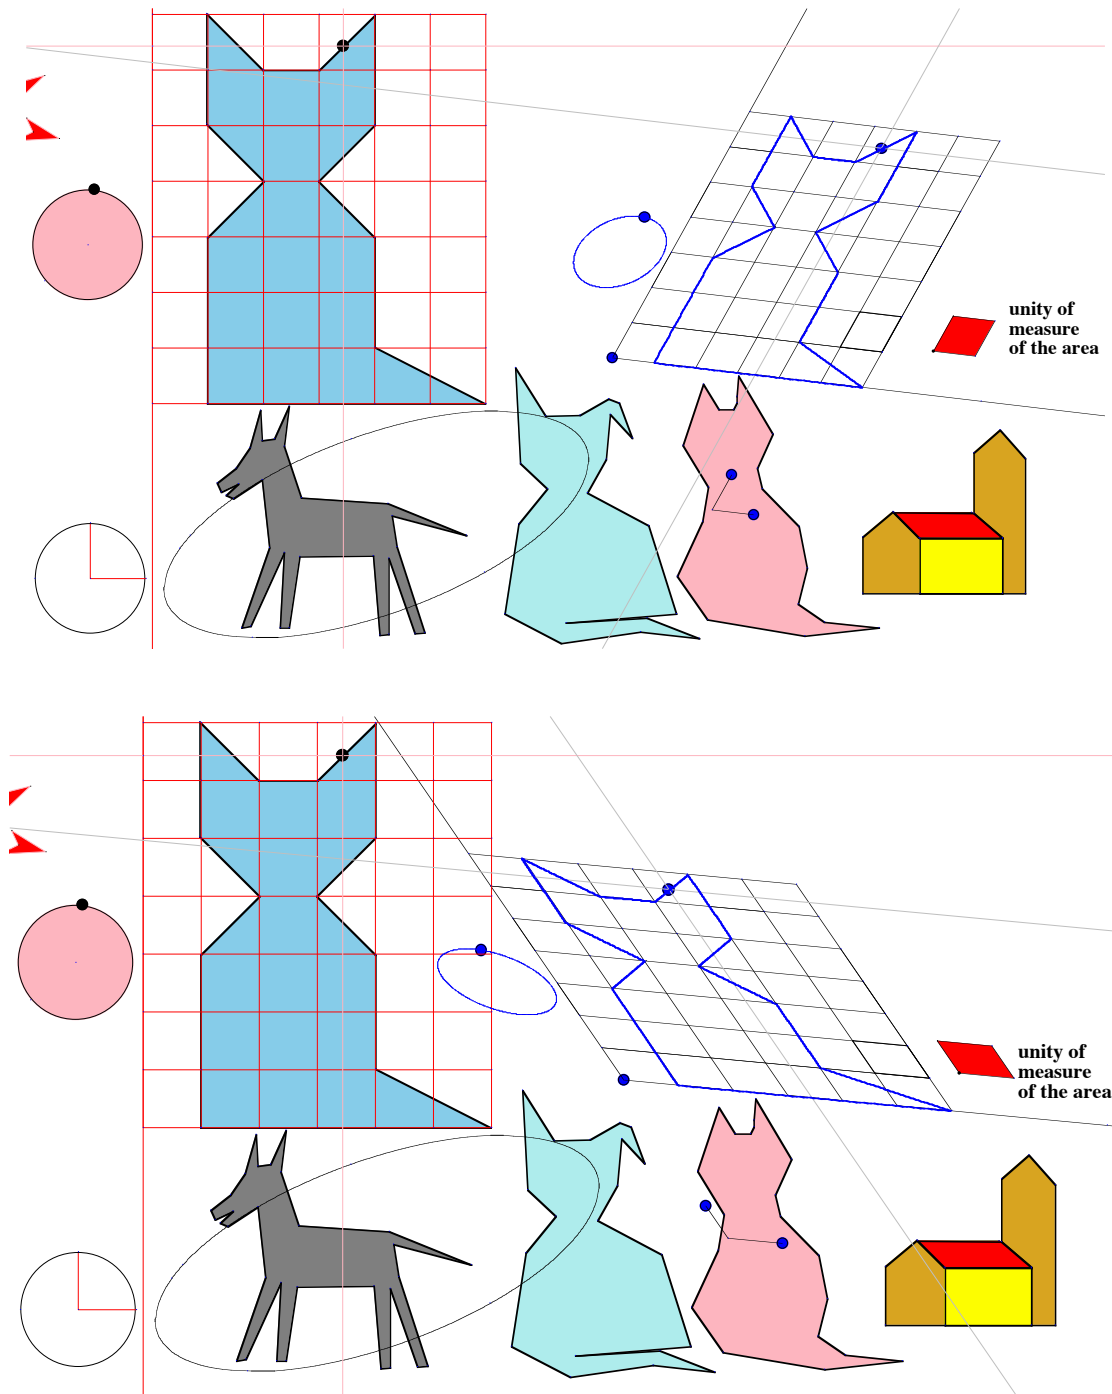 unity of
measure
of the area
unity of
measure
of the area